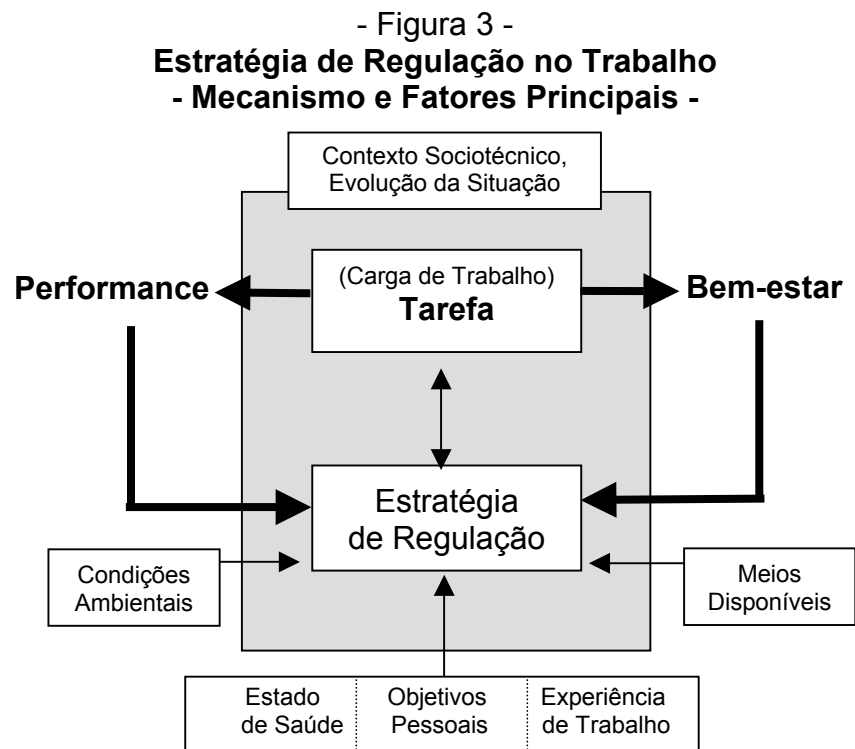 - Figura 3 -
Estratégia de Regulação no Trabalho
- Mecanismo e Fatores Principais -
Contexto Sociotécnico,
Evolução da Situação
(Carga de Trabalho)
Tarefa
Performance
Bem-estar
Estratégia
de Regulação
Condições
Ambientais
Meios
Disponíveis
Estado
de Saúde
Objetivos
Pessoais
Experiência
de Trabalho